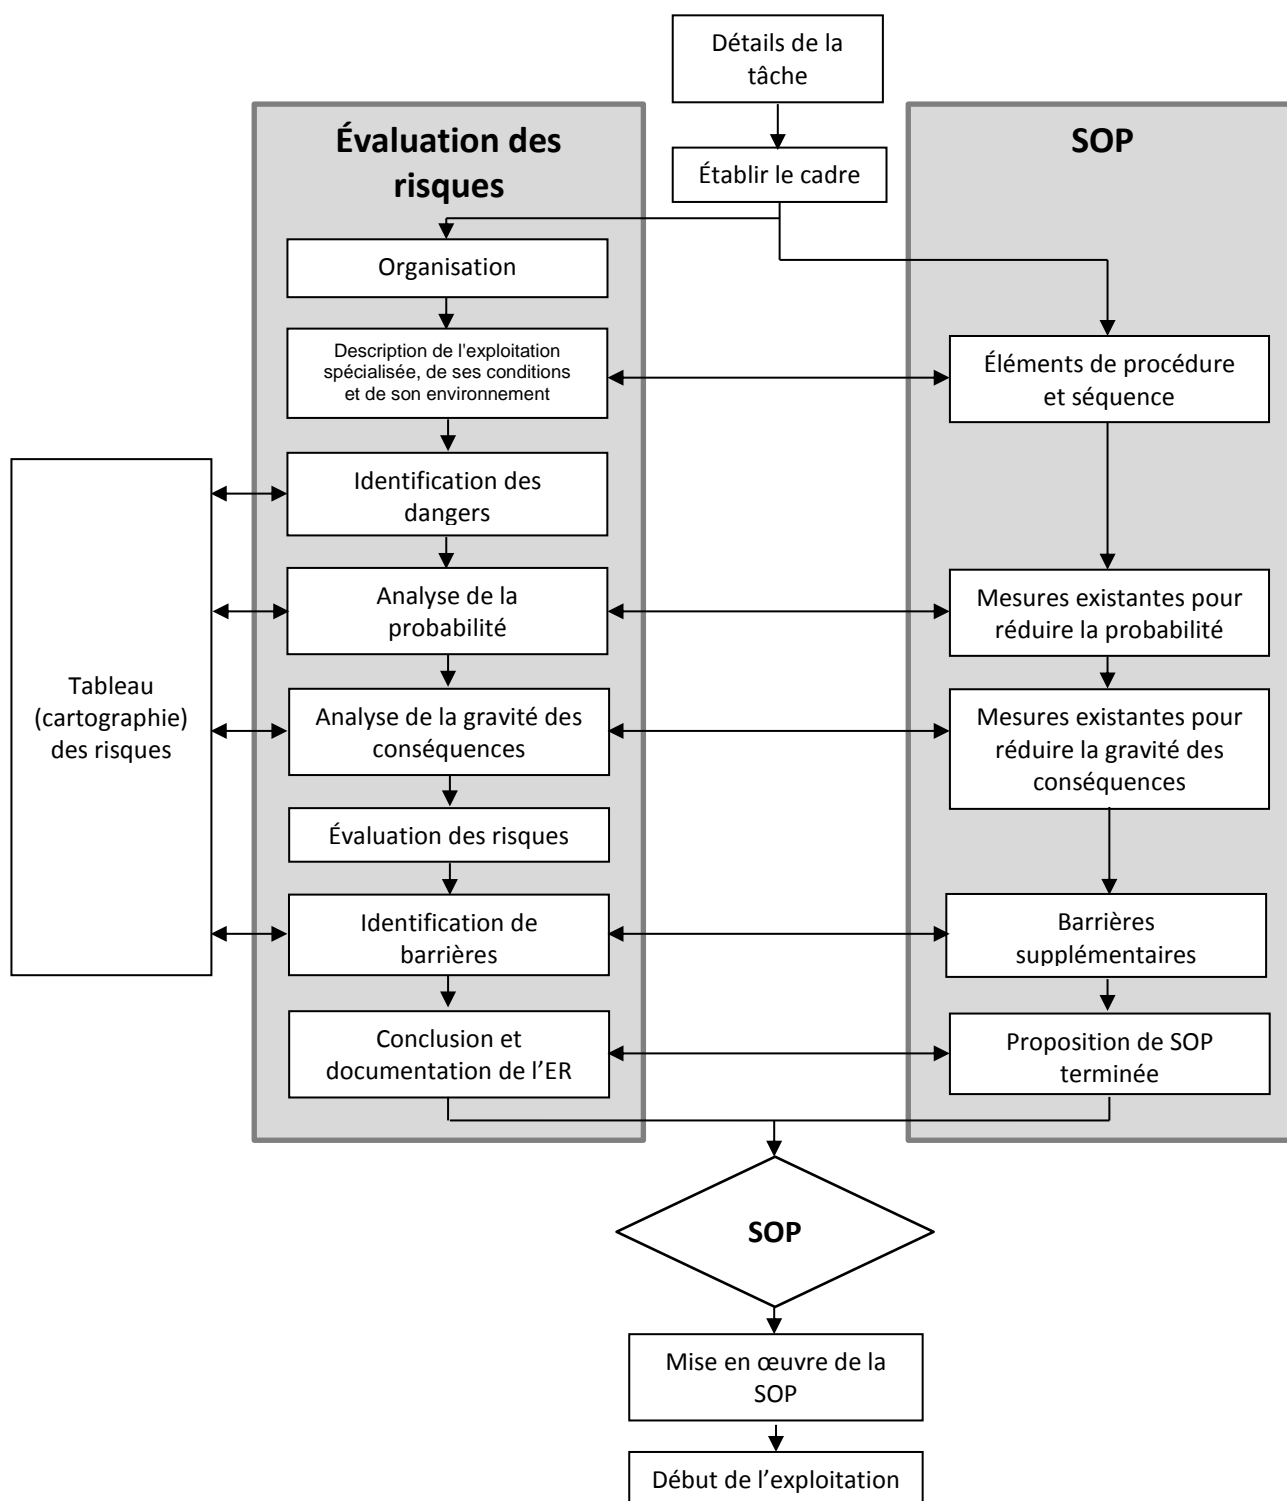 Détails de la
tâche
Établir le cadre
Évaluation des
risques
Organisation
Description de l'exploitation
spécialisée, de ses conditions
et de son environnement
Identification des
dangers
Analyse de la
probabilité
Analyse de la gravité des
conséquences
Évaluation des risques
Identification de
barrières
Conclusion et
documentation de l’ER
Tableau
(cartographie)
des risques
SOP
Éléments de procédure
et séquence
Mesures existantes pour
réduire la probabilité
Mesures existantes pour
réduire la gravité des
conséquences
Barrières
supplémentaires
Proposition de SOP
terminée
SOP
Mise en œuvre de la
SOP
Début de l’exploitation